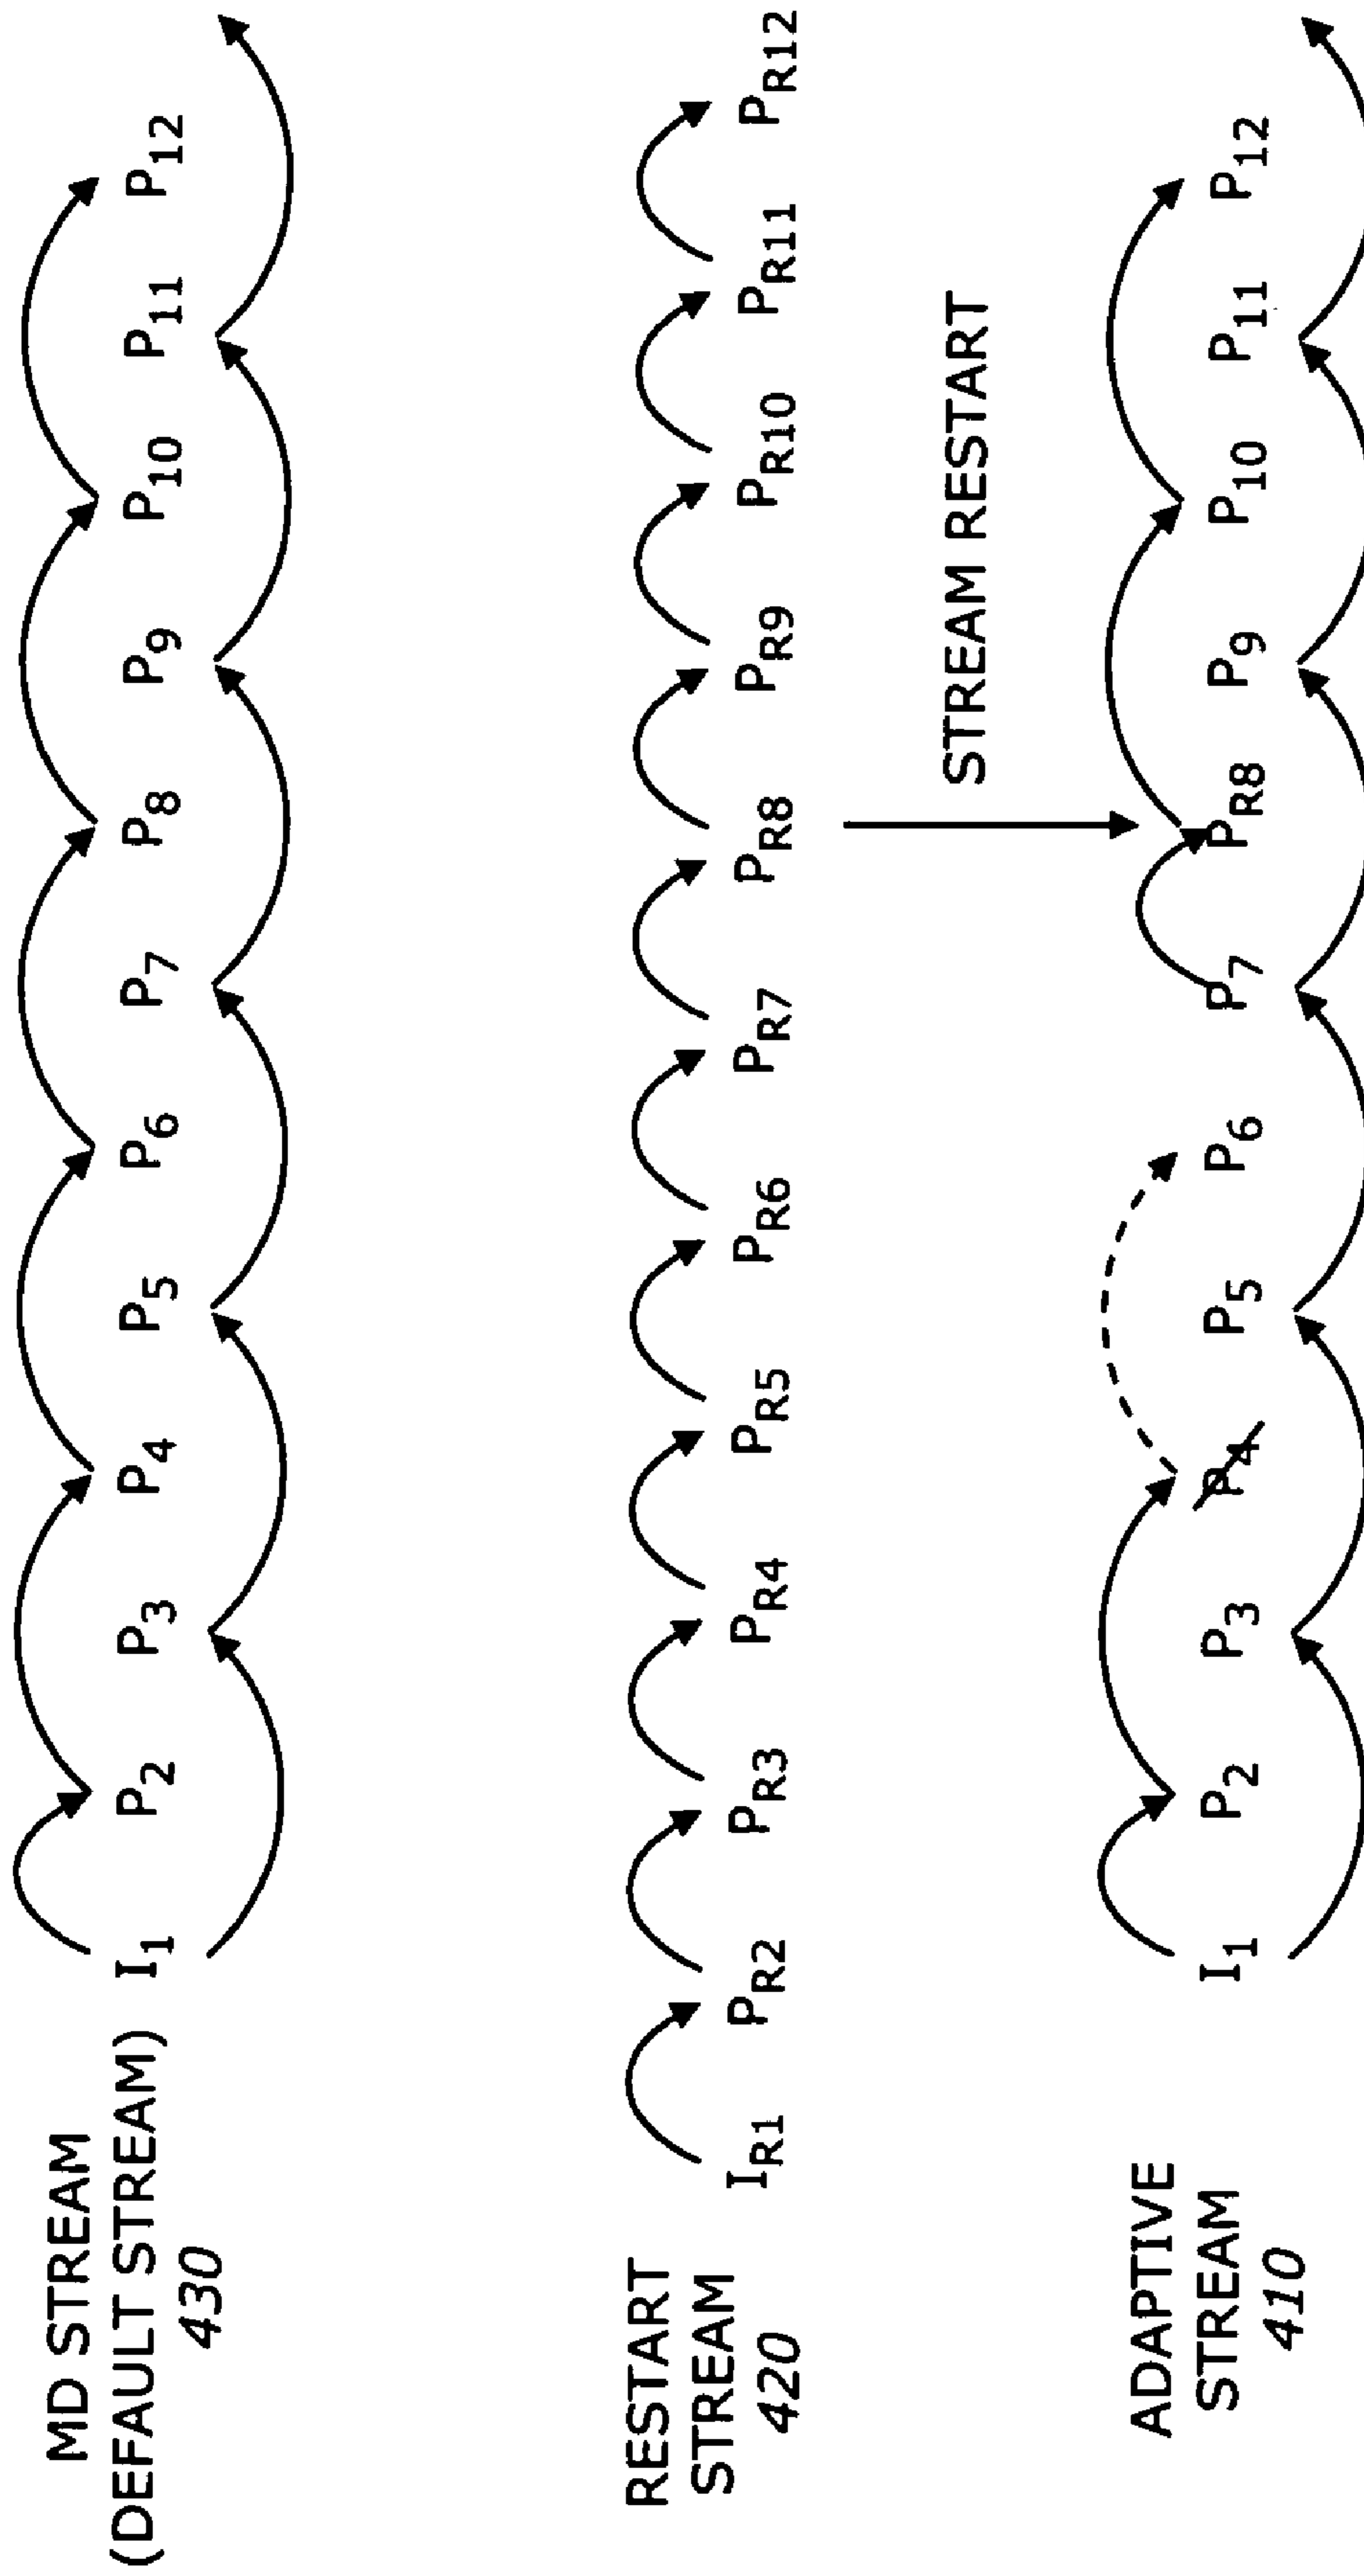 MD STREAM
(DEFAULT STREAM)
430
I1 P2 P3 P4 P5 P6 P7 P8 P9 P10 P11 P12
RESTART
STREAM
420
IR1 PR2 PR3 PR4 PR5 PR6 PR7 PR8 PR9 PR10 PR11 PR12
STREAM RESTART
ADAPTIVE
STREAM
410
I1 P2 P3 P4 P5 P6 P7 PR8 P9 P10 P11 P12